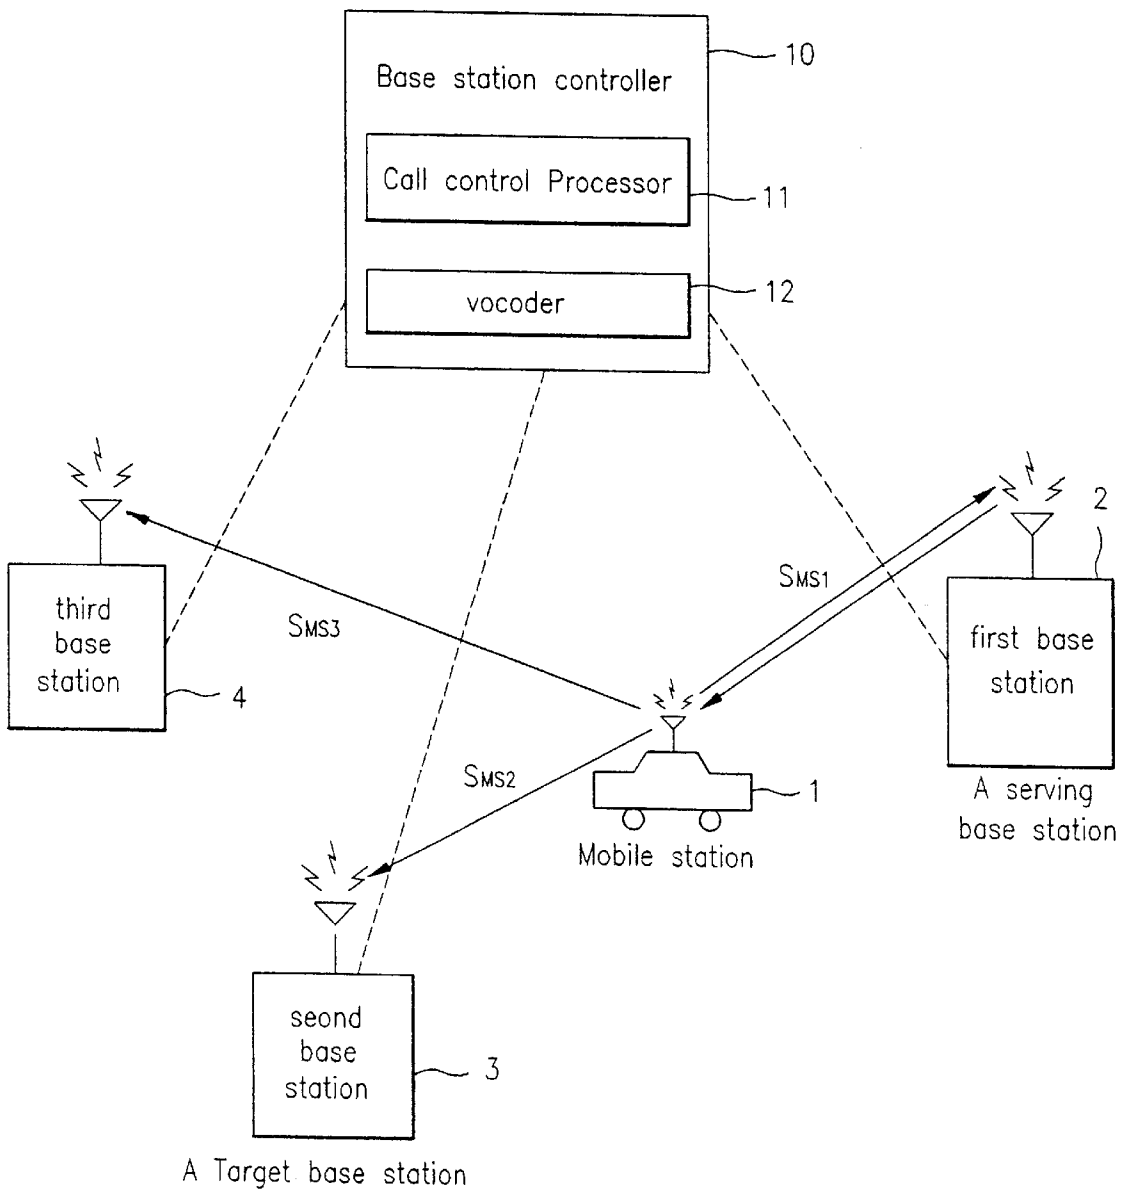 10
Base station controller
Call control Processor
11
vocoder
12
2
third
base
station
4
SMS3
SMS1
first base
station
A serving
base station
SMS2
1
Mobile station
seond
base
station
3
A Target base station